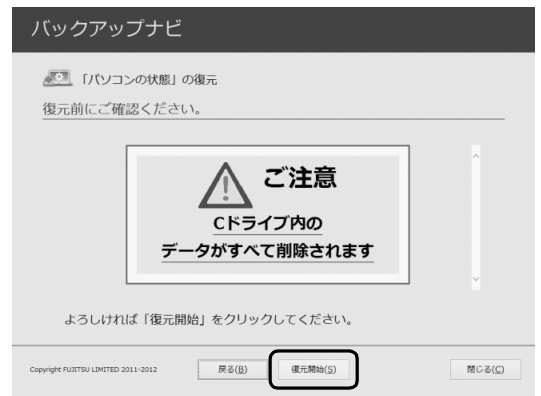 バックアップナビ
「パソコンの状態」の復元
復元前にご確認ください。
ご注意
Cドライブ内の
データがすべて削除されます
よろしければ「復元開始」をクリックしてください。
Copyright FUJITSU LIMITED 2011-2012
戻る(B)
復元開始(S)
閉じる(C)